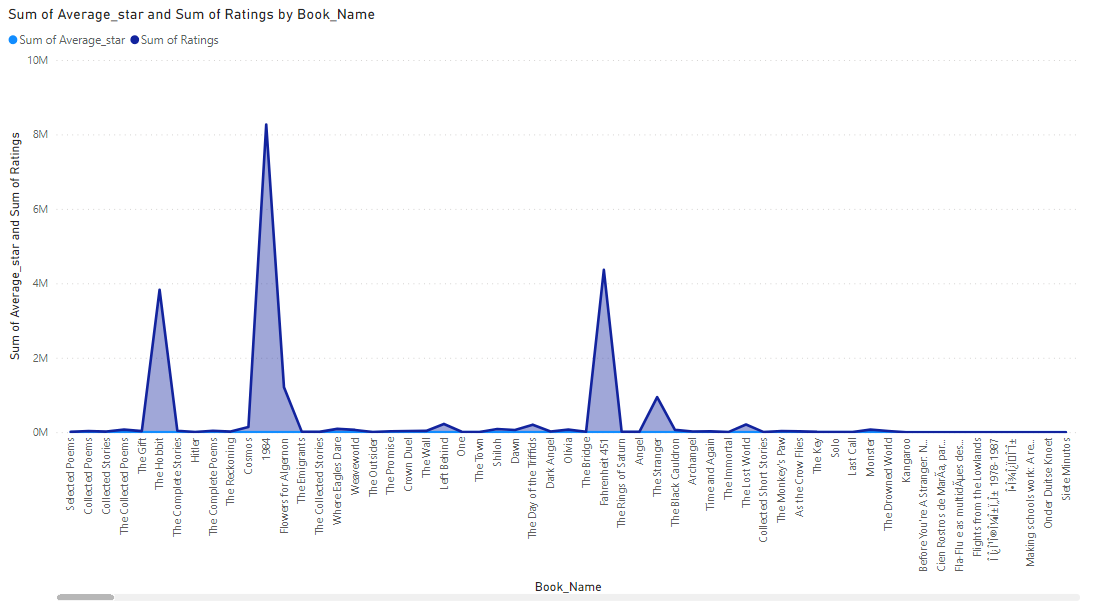 Sum of Average_star and Sum of Ratings by Book_Name
Sum of Average_star Sum of Ratings
Sum of Average_star and Sum of Ratings
10M
8M
6M
4M
2M
0M
Selected Poems
Collected Poems
Collected Stories
The Collected Poems
The Gift
The Hobbit
The Complete Stories
Hitler
The Complete Poems
The Reckoning
Cosmos
1984
Flowers for Algernon
The Emigrants
The Collected Stories
Where Eagles Dare
Weaveworld
The Outsider
The Promise
Crown Duel
The Wall
Left Behind
One
The Town
Shiloh
Dawn
The Day of the Triffids
Dark Angel
Olivia
The Bridge
Fahrenheit 451
The Rings of Saturn
Angel
The Stranger
The Black Cauldron
Archangel
Time and Again
The Immortal
The Lost World
Collected Short Stories
The Monkey's Paw
As the Crow Flies
The Key
Solo
Last Call
Monster
The Drowned World
Kangaroo
Before You're A Stranger: N...
Cien Rostros de MarÃa, par...
Fla-Flu e as multidÃµes des...
Flights from the Lowlands
1978-1987
Making schools work: A re...
Onder Duitse Knoet
Siete Minutos
Book_Name